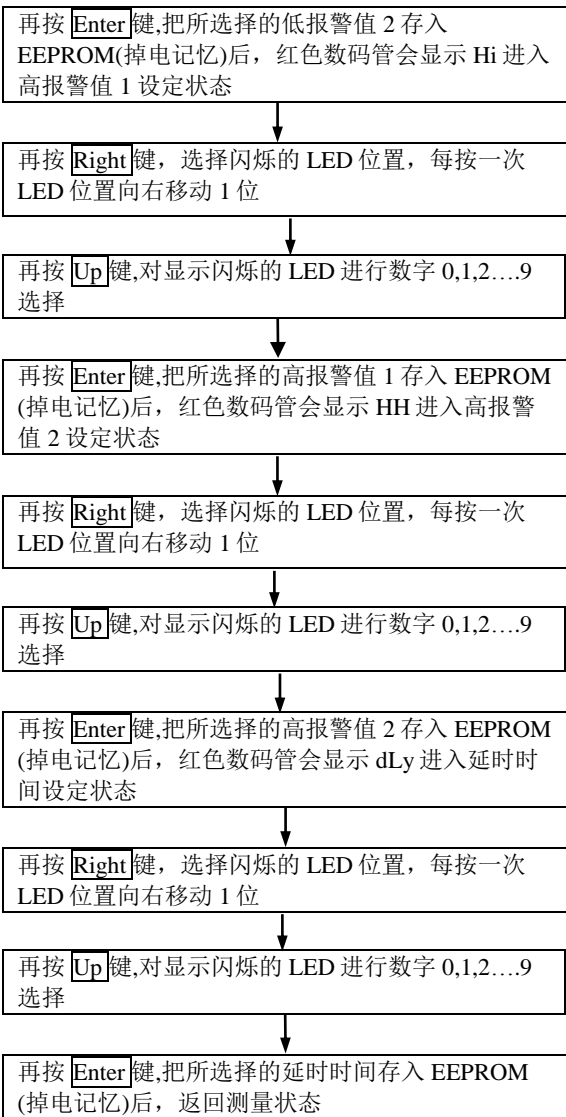 再按 Enter 键,把所选择的低报警值 2 存入
EEPROM(掉电记忆)后，红色数码管会显示 Hi 进入
高报警值 1 设定状态
再按 Right 键，选择闪烁的 LED 位置，每按一次
LED 位置向右移动 1 位
再按 Up 键,对显示闪烁的 LED 进行数字 0,1,2….9
选择
再按 Enter 键,把所选择的高报警值 1 存入 EEPROM
(掉电记忆)后，红色数码管会显示 HH 进入高报警
值 2 设定状态
再按 Right 键，选择闪烁的 LED 位置，每按一次
LED 位置向右移动 1 位
再按 Up 键,对显示闪烁的 LED 进行数字 0,1,2….9
选择
再按 Enter 键,把所选择的高报警值 2 存入 EEPROM
(掉电记忆)后，红色数码管会显示 dLy 进入延时时
间设定状态
再按 Right 键，选择闪烁的 LED 位置，每按一次
LED 位置向右移动 1 位
再按 Up 键,对显示闪烁的 LED 进行数字 0,1,2….9
选择
再按 Enter 键,把所选择的延时时间存入 EEPROM
(掉电记忆)后，返回测量状态